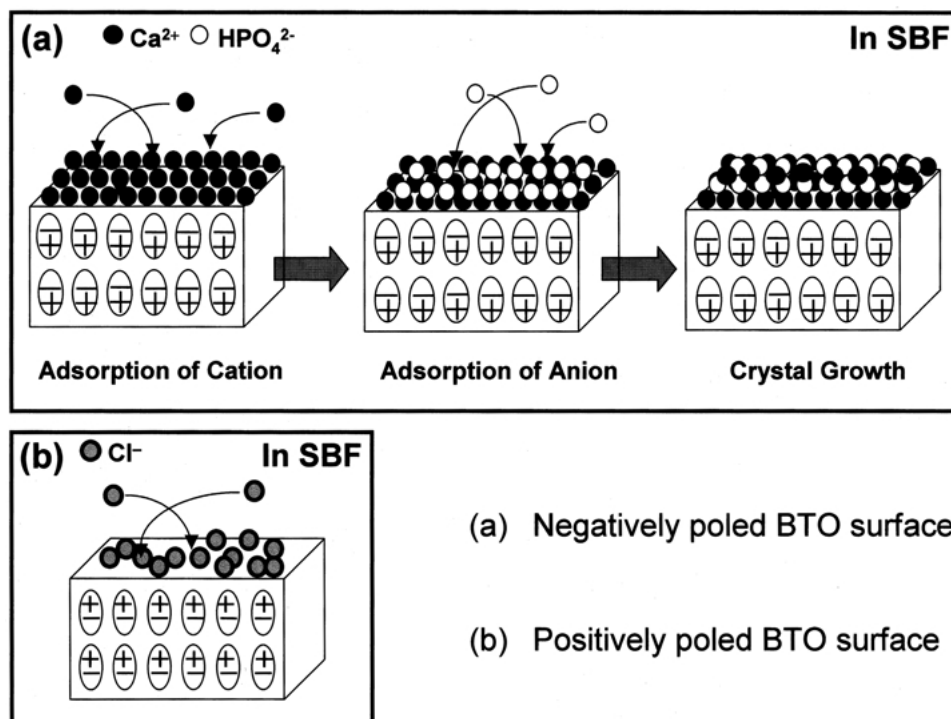 (a) Ca²⁺ HPO₄²⁻ In SBF
Adsorption of Cation Adsorption of Anion Crystal Growth
(b) Cl⁻ In SBF
(a) Negatively poled BTO surface
(b) Positively poled BTO surface